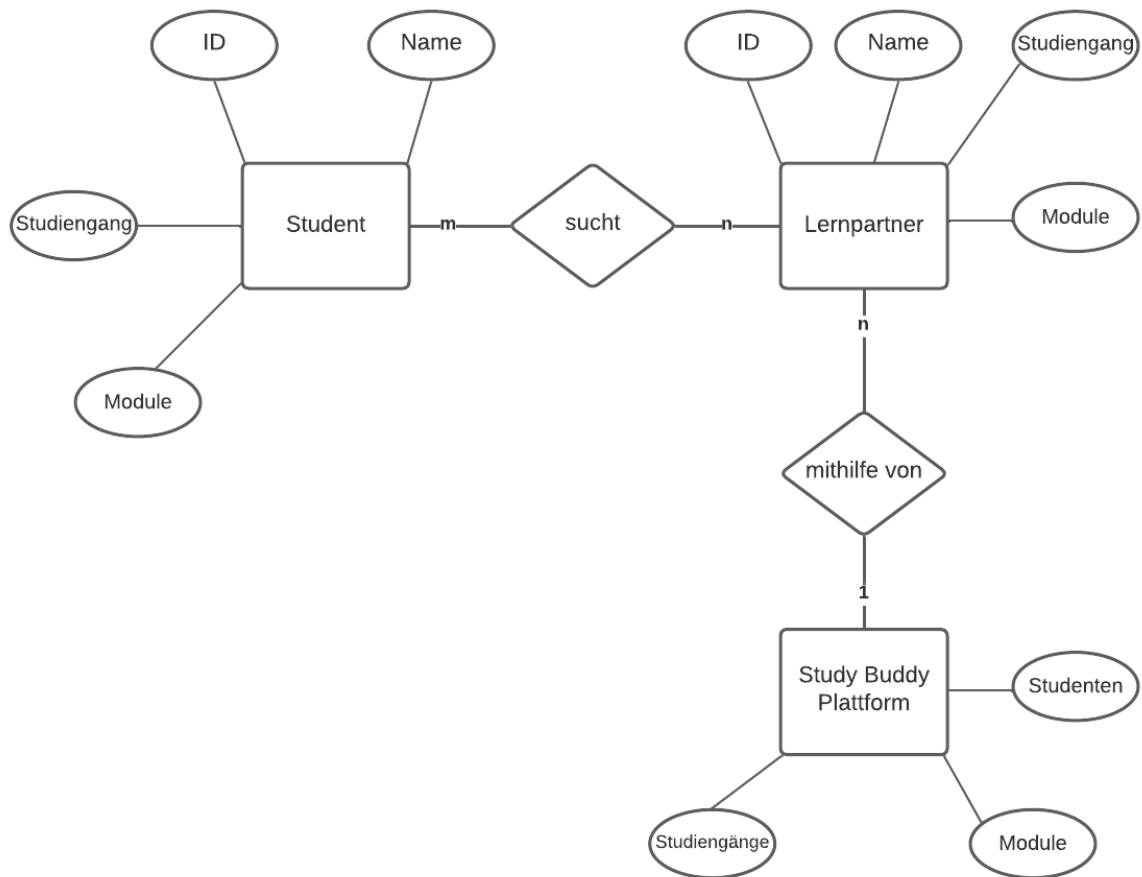 ID
Name
ID
Name
Studiengang
Studiengang
Student
m
sucht
n
Lernpartner
Module
Module
n
mithilfe von
1
Study Buddy
Plattform
Studenten
Studiengänge
Module